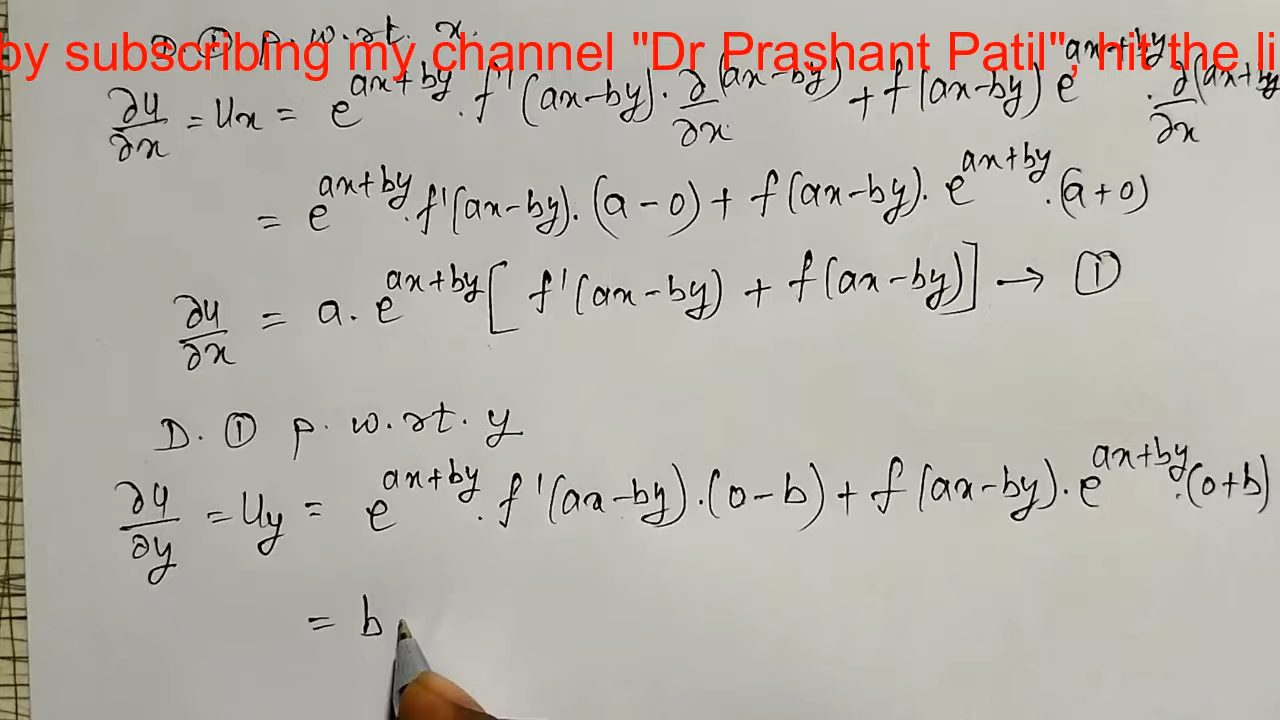 D. ① p. w.r.t. x.
by subscribing my channel "Dr Prashant Patil", hit the li
∂u/∂x = Ux = e^(ax+by) . f'(ax-by) . ∂/∂x (ax-by) + f(ax-by) e^(ax+by) . ∂/∂x (ax+by
= e^(ax+by) . f'(ax-by) . (a-0) + f(ax-by) . e^(ax+by) . (a+0)
∂u/∂x = a . e^(ax+by) [ f'(ax-by) + f(ax-by) ] → ①
D. ① p. w.r.t. y
∂u/∂y = Uy = e^(ax+by) . f'(ax-by) . (0-b) + f(ax-by) . e^(ax+by) . (0+b)
= b